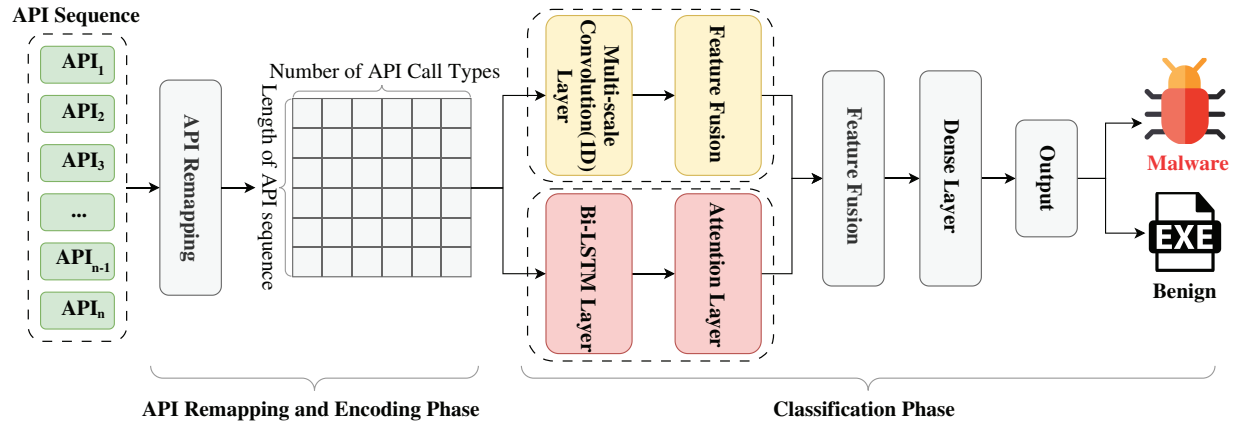 API Sequence
API1
API2
API3
...
APIn-1
APIn
API Remapping
Number of API Call Types
Length of API sequence
Multi-scale
Convolution(1D)
Layer
Feature Fusion
Bi-LSTM Layer
Attention Layer
Feature Fusion
Dense Layer
Output
Malware
EXE
Benign
API Remapping and Encoding Phase
Classification Phase